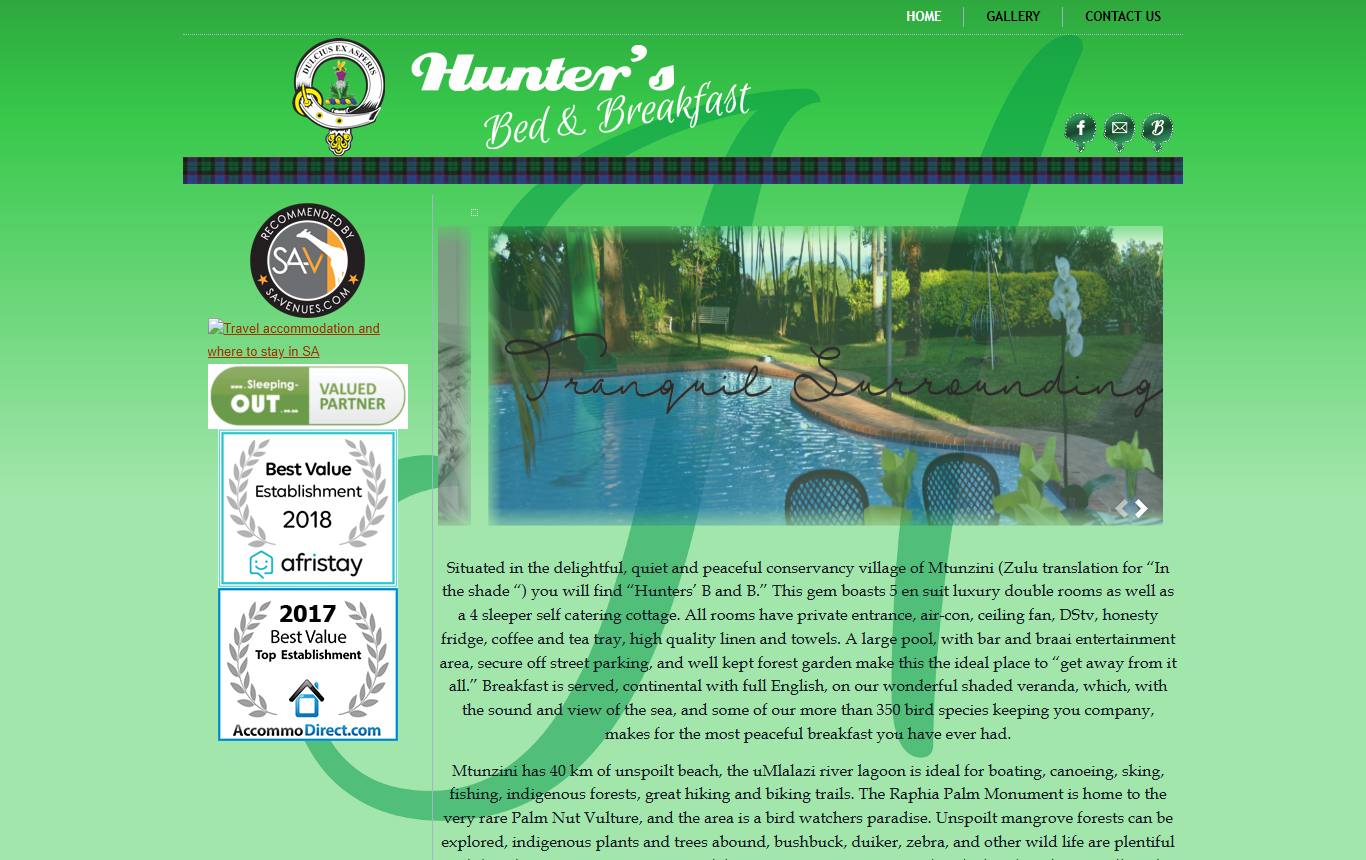 HOME
GALLERY
CONTACT US
DULCIUS EX ASPERIS
Hunter's
Bed & Breakfast
B
RECOMMENDED BY
SA-V
SA-VENUES.COM
Travel accommodation and
where to stay in SA
.... Sleeping-
OUT
VALUED
PARTNER
Best Value
Establishment
2018
afristay
2017
Best Value
Top Establishment
AccommoDirect.com
Tranquil Surrounding
Situated in the delightful, quiet and peaceful conservancy village of Mtunzini (Zulu translation for “In
the shade “) you will find “Hunters’ B and B.” This gem boasts 5 en suit luxury double rooms as well as
a 4 sleeper self catering cottage. All rooms have private entrance, air-con, ceiling fan, DStv, honesty
fridge, coffee and tea tray, high quality linen and towels. A large pool, with bar and braai entertainment
area, secure off street parking, and well kept forest garden make this the ideal place to “get away from it
all.” Breakfast is served, continental with full English, on our wonderful shaded veranda, which, with
the sound and view of the sea, and some of our more than 350 bird species keeping you company,
makes for the most peaceful breakfast you have ever had.
Mtunzini has 40 km of unspoilt beach, the uMlalazi river lagoon is ideal for boating, canoeing, sking,
fishing, indigenous forests, great hiking and biking trails. The Raphia Palm Monument is home to the
very rare Palm Nut Vulture, and the area is a bird watchers paradise. Unspoilt mangrove forests can be
explored, indigenous plants and trees abound, bushbuck, duiker, zebra, and other wild life are plentiful